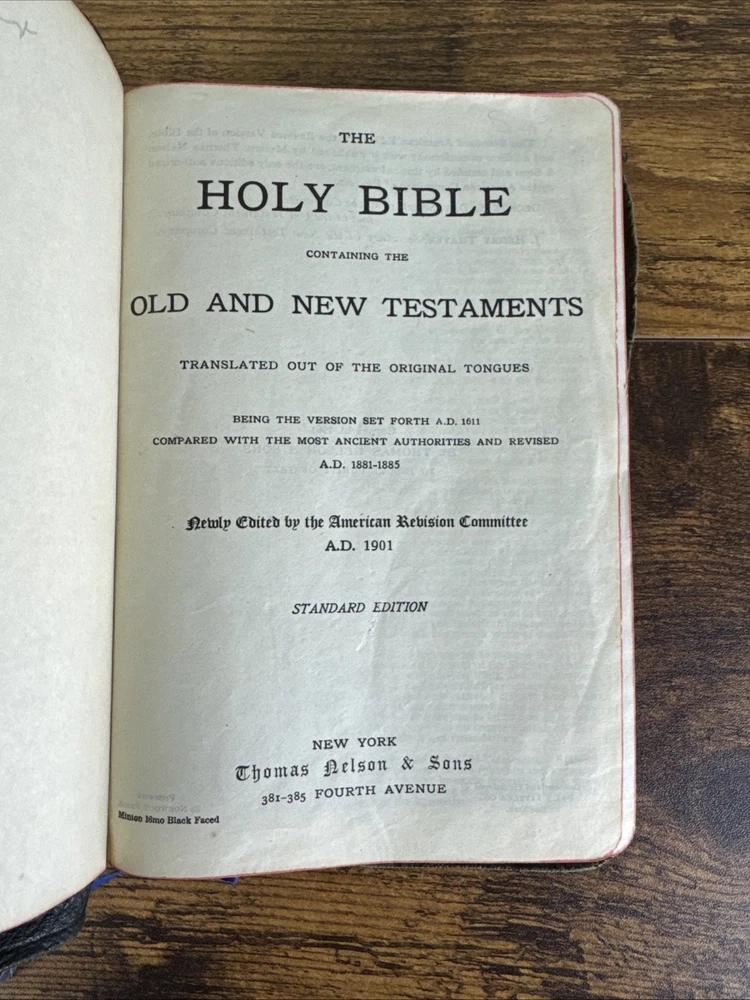 THE
HOLY BIBLE
CONTAINING THE
OLD AND NEW TESTAMENTS
TRANSLATED OUT OF THE ORIGINAL TONGUES
BEING THE VERSION SET FORTH A.D. 1611
COMPARED WITH THE MOST ANCIENT AUTHORITIES AND REVISED
A.D. 1881-1885
Newly Edited by the American Revision Committee
A.D. 1901
STANDARD EDITION
NEW YORK
Thomas Nelson & Sons
381-385 FOURTH AVENUE
Minion 16mo Black Faced